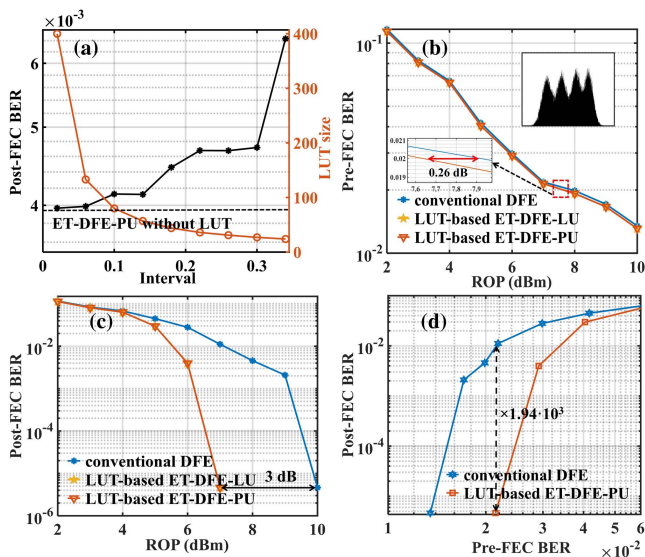 ×10⁻³
(a)
6
5
4
Post-FEC BER
400
300
200
100
0
LUT size
ET-DFE-PU without LUT
0 0.1 0.2 0.3
Interval
(b)
10⁻¹
10⁻²
Pre-FEC BER
0.021
0.02
0.019
0.26 dB
7.6 7.7 7.8 7.9
conventional DFE
LUT-based ET-DFE-LU
LUT-based ET-DFE-PU
2 4 6 8 10
ROP (dBm)
(c)
10⁻²
10⁻⁴
10⁻⁶
Post-FEC BER
conventional DFE
LUT-based ET-DFE-LU
LUT-based ET-DFE-PU
3 dB
2 4 6 8 10
ROP (dBm)
(d)
10⁻²
10⁻⁴
Post-FEC BER
×1.94·10³
conventional DFE
LUT-based ET-DFE-PU
1 2 3 4 5 6
×10⁻²
Pre-FEC BER